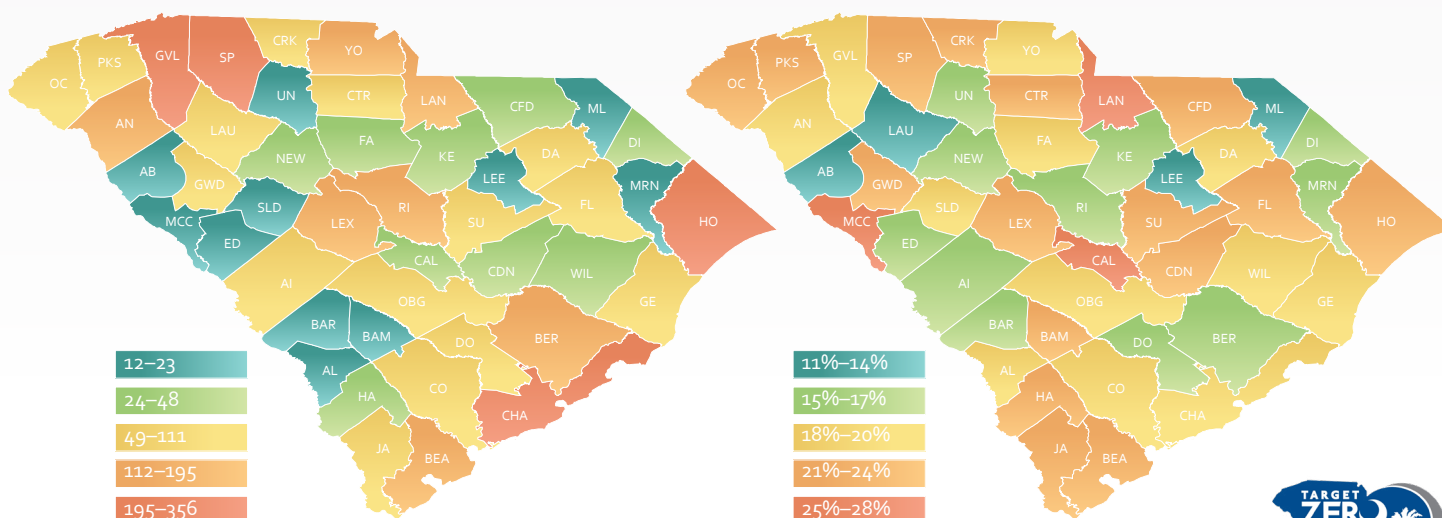 CRK
YO
GVL
SP
PKS
OC
UN
CTR
LAN
CFD
ML
AN
LAU
FA
DI
NEW
KE
DA
AB
GWD
LEE
MRN
SLD
RI
FL
MCC
LEX
SU
HO
ED
CAL
CDN
WIL
AI
OBG
GE
BAR
BAM
DO
BER
AL
HA
CO
CHA
JA
BEA
12–23
24–48
49–111
112–195
195–356
CRK
YO
GVL
SP
PKS
OC
UN
CTR
LAN
CFD
ML
AN
LAU
FA
DI
NEW
KE
DA
AB
GWD
LEE
MRN
SLD
RI
FL
MCC
LEX
SU
HO
ED
CAL
CDN
WIL
AI
OBG
GE
BAR
BAM
DO
BER
AL
HA
CO
CHA
JA
BEA
11%–14%
15%–17%
18%–20%
21%–24%
25%–28%
TARGET
ZERO